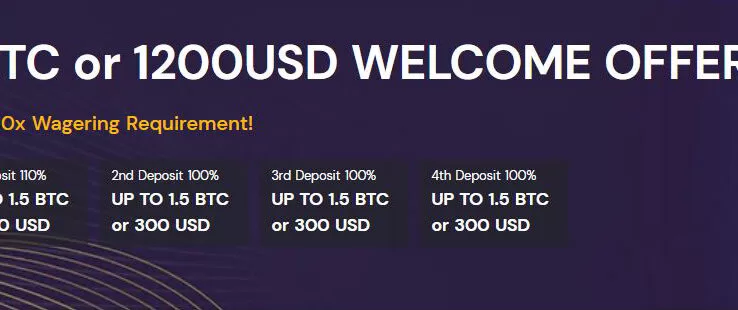 TC or 1200USD WELCOME OFFER
0x Wagering Requirement!
sit 110%
1.5 BTC
0 USD
2nd Deposit 100%
UP TO 1.5 BTC
or 300 USD
3rd Deposit 100%
UP TO 1.5 BTC
or 300 USD
4th Deposit 100%
UP TO 1.5 BTC
or 300 USD